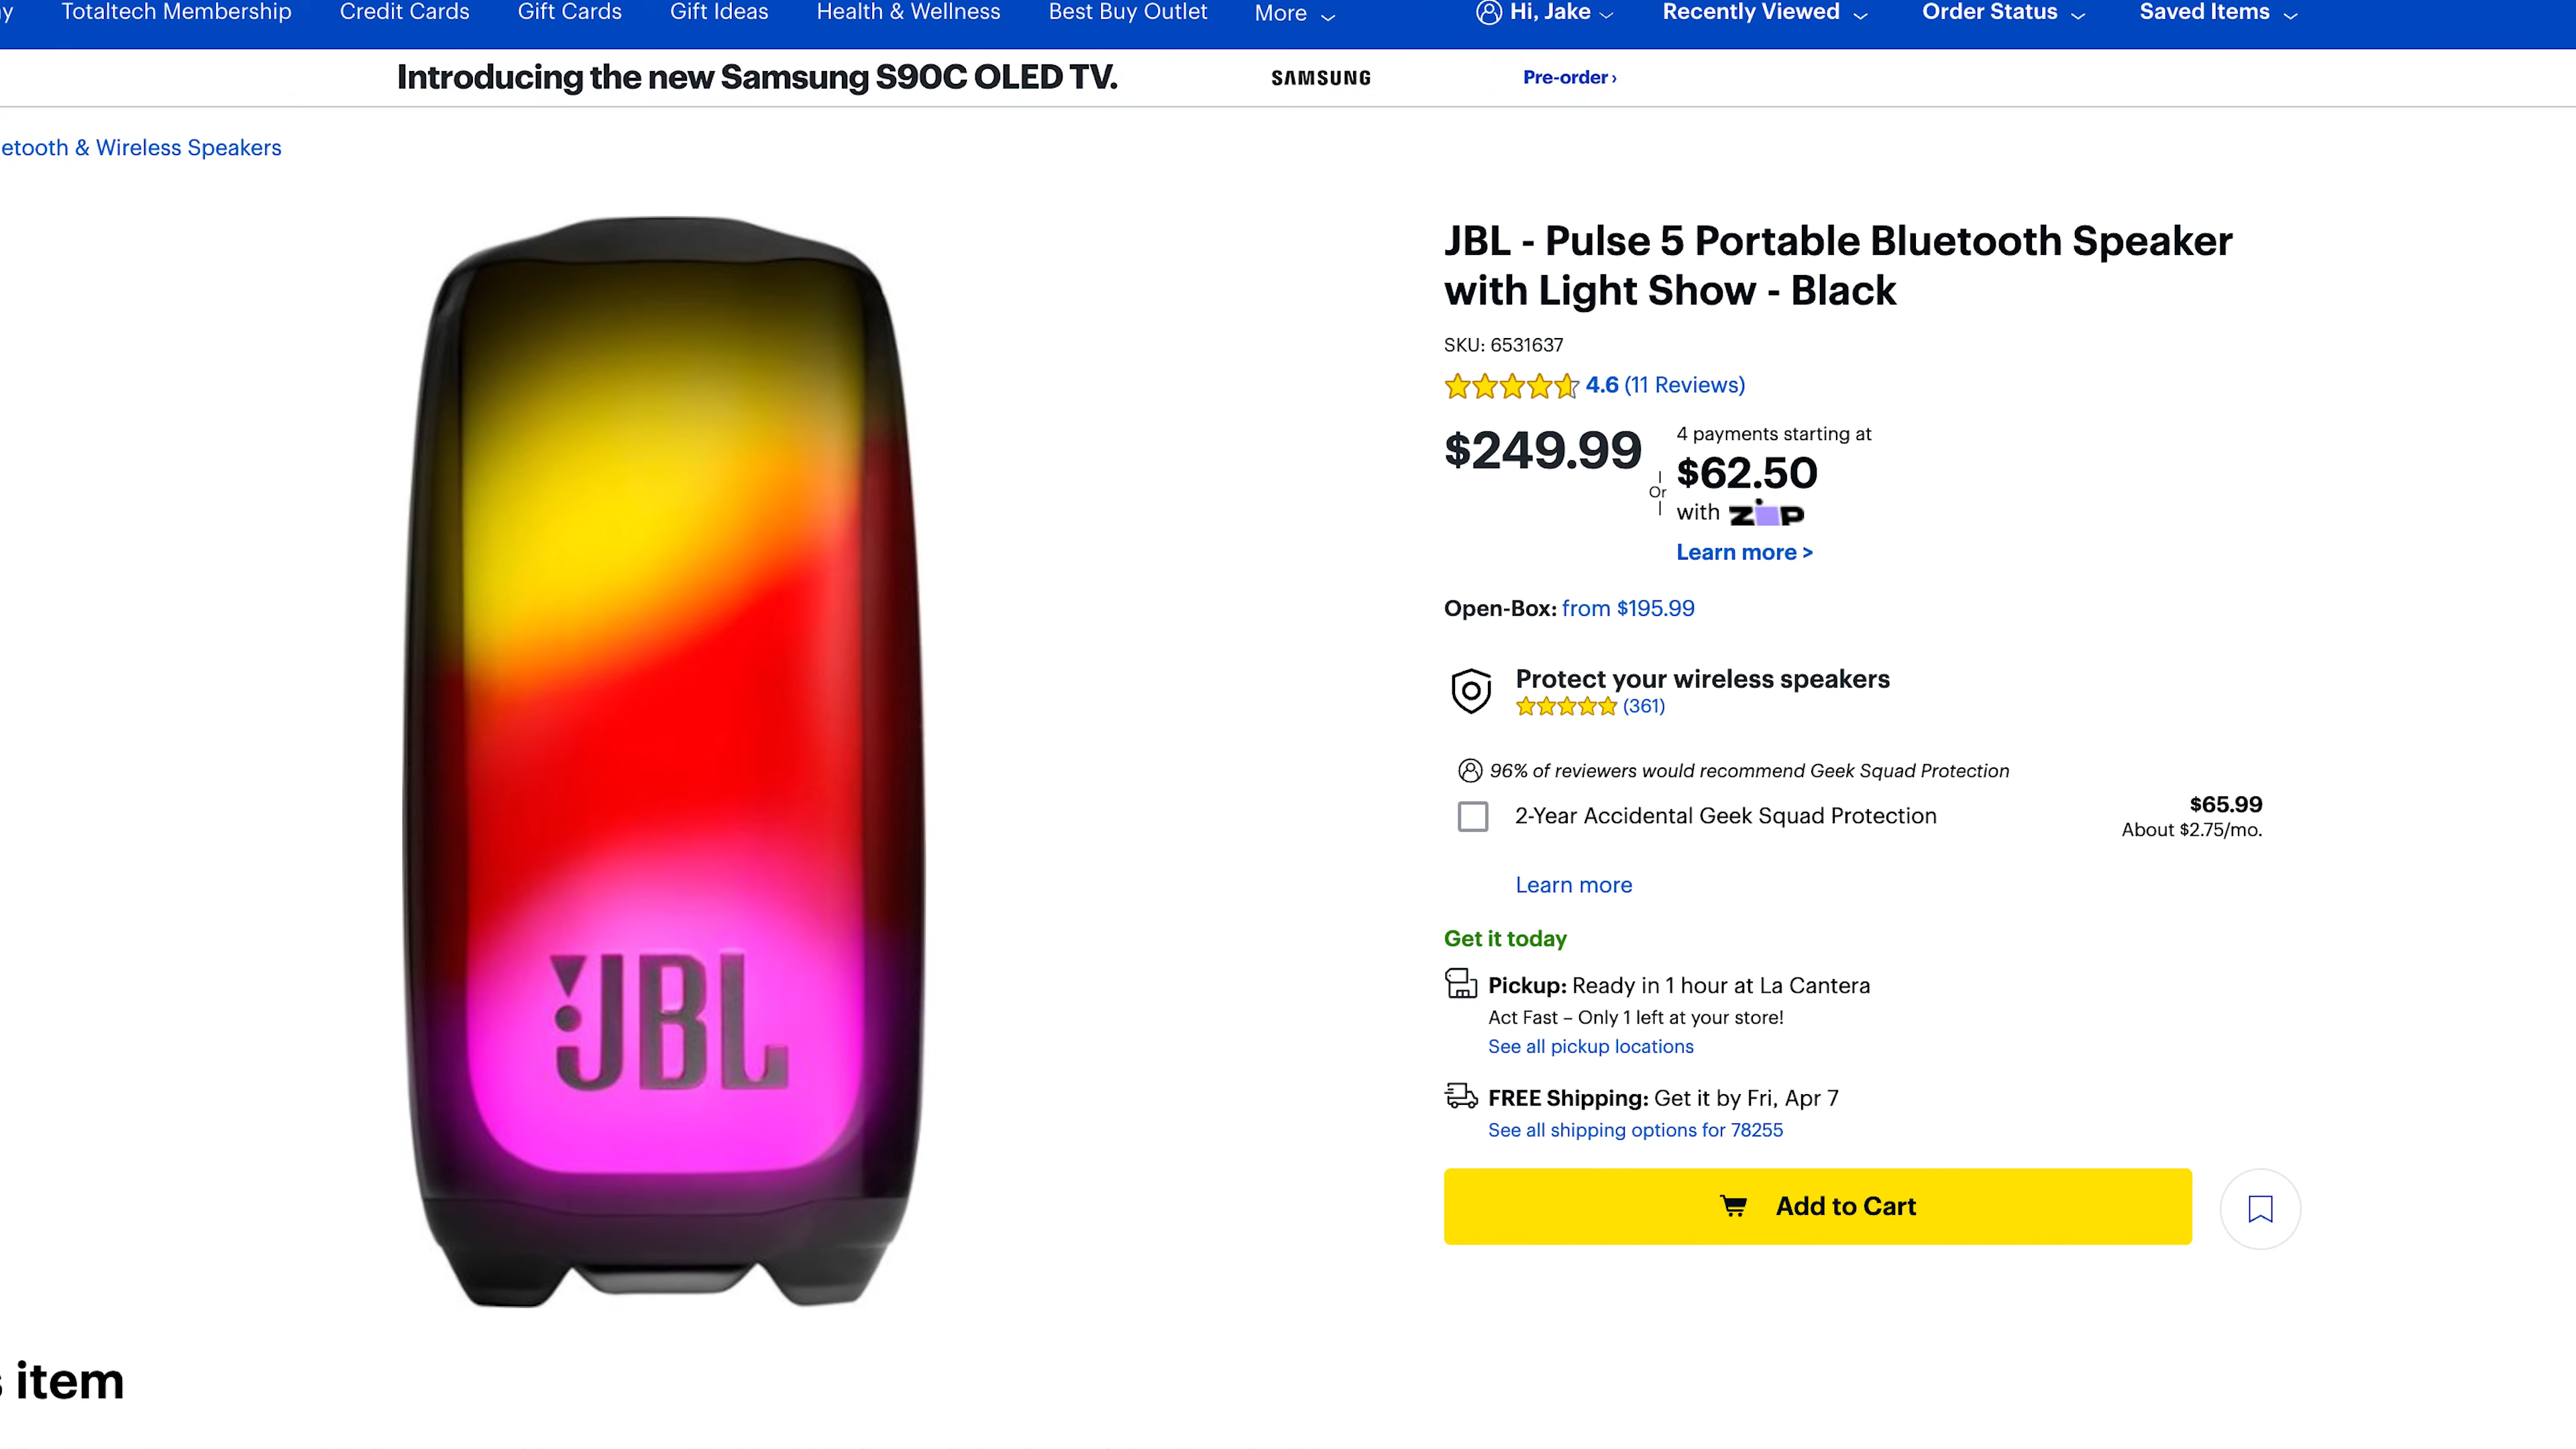 Totaltech Membership Credit Cards Gift Cards Gift Ideas Health & Wellness Best Buy Outlet More Hi, Jake Recently Viewed Order Status Saved Items
Introducing the new Samsung S90C OLED TV. SAMSUNG Pre-order ›
etooth & Wireless Speakers
JBL
JBL - Pulse 5 Portable Bluetooth Speaker
with Light Show - Black
SKU: 6531637
4.6 (11 Reviews)
$249.99
Or
4 payments starting at
$62.50
with zip
Learn more >
Open-Box: from $195.99
Protect your wireless speakers
(361)
96% of reviewers would recommend Geek Squad Protection
2-Year Accidental Geek Squad Protection $65.99
About $2.75/mo.
Learn more
Get it today
Pickup: Ready in 1 hour at La Cantera
Act Fast – Only 1 left at your store!
See all pickup locations
FREE Shipping: Get it by Fri, Apr 7
See all shipping options for 78255
Add to Cart
item